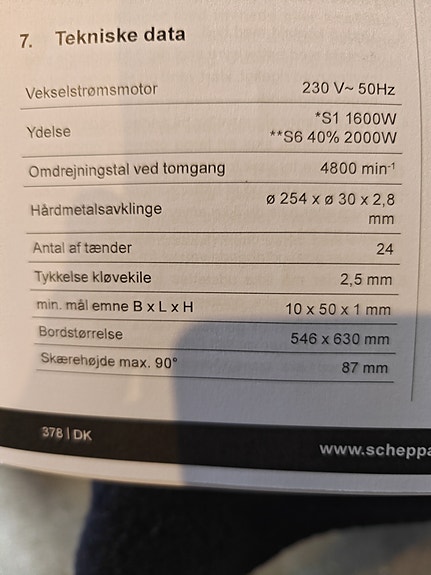 7. Tekniske data
Vekselstrømsmotor 230 V~ 50Hz
Ydelse *S1 1600W
**S6 40% 2000W
Omdrejningstal ved tomgang 4800 min-1
Hårdmetalsavklinge ø 254 x ø 30 x 2,8
mm
Antal af tænder 24
Tykkelse kløvekile 2,5 mm
min. mål emne B x L x H 10 x 50 x 1 mm
Bordstørrelse 546 x 630 mm
Skærehøjde max. 90° 87 mm
378 | DK
www.scheppa